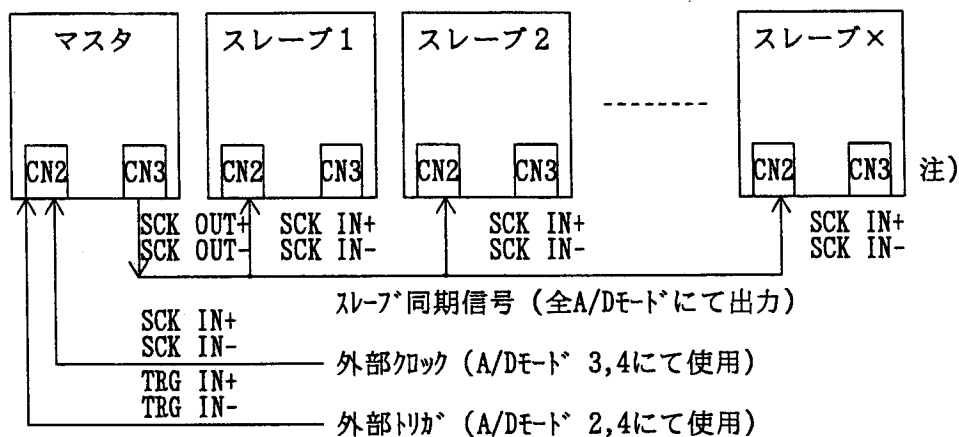 マスタ
スレーブ1
スレーブ2
スレーブ×
CN2
CN3
CN2
CN3
CN2
CN3
CN2
CN3
注)
SCK OUT+
SCK OUT-
SCK IN+
SCK IN-
SCK IN+
SCK IN-
SCK IN+
SCK IN-
ｽﾚｰﾌﾞ同期信号 (全A/Dﾓｰﾄﾞにて出力)
SCK IN+
SCK IN-
外部ｸﾛｯｸ (A/Dﾓｰﾄﾞ 3,4にて使用)
TRG IN+
TRG IN-
外部ﾄﾘｶﾞ (A/Dﾓｰﾄﾞ 2,4にて使用)